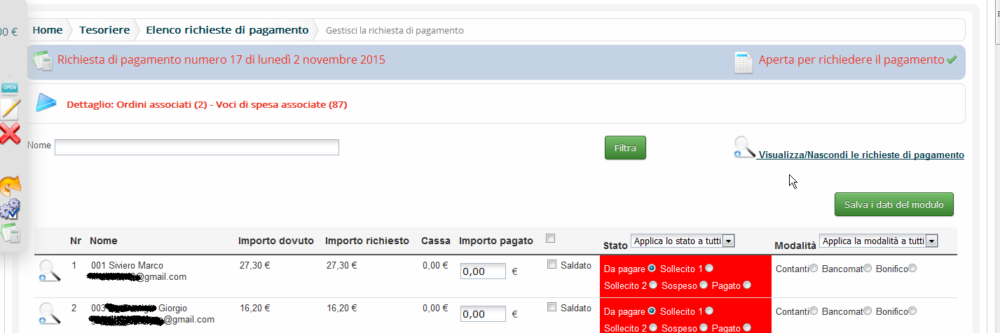 00 €
Home Tesoriere Elenco richieste di pagamento Gestisci la richiesta di pagamento
Richiesta di pagamento numero 17 di lunedì 2 novembre 2015 Aperta per richiedere il pagamento
OPEN
Dettaglio: Ordini associati (2) - Voci di spesa associate (87)
Nome Filtra Visualizza/Nascondi le richieste di pagamento
Salva i dati del modulo
Nr Nome Importo dovuto Importo richiesto Cassa Importo pagato Stato Applica lo stato a tutti Modalità Applica la modalità a tutti
1 001 Siviero Marco 27,30 € 27,30 € 0,00 € 0,00 € Saldato Da pagare Sollecito 1 Contanti Bancomat Bonifico
@gmail.com
Sollecito 2 Sospeso Pagato
2 003 Giorgio 16,20 € 16,20 € 0,00 € 0,00 € Saldato Da pagare Sollecito 1 Contanti Bancomat Bonifico
@gmail.com
Sollecito 2 Sospeso Pagato